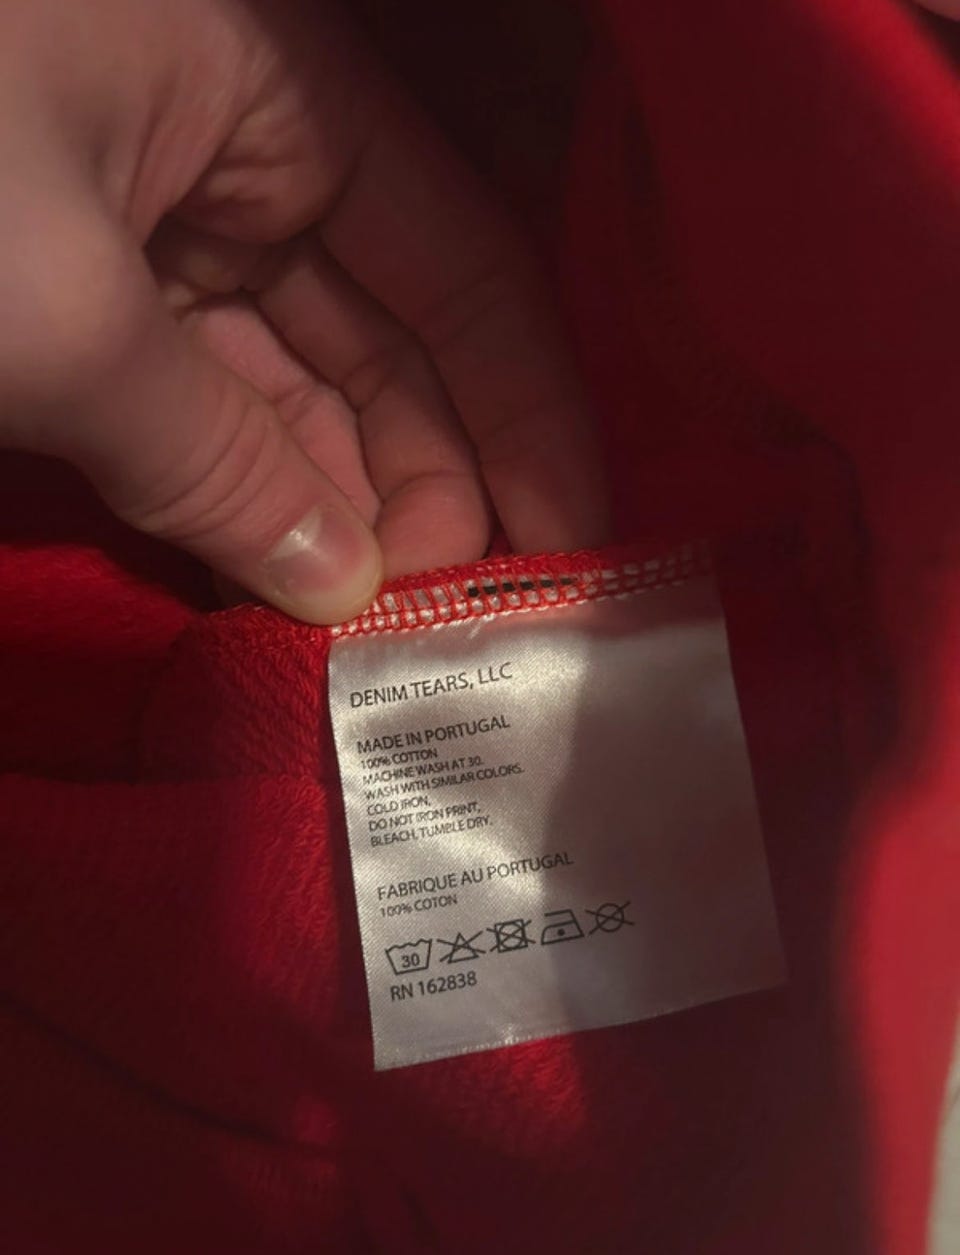 DENIM TEARS, LLC
MADE IN PORTUGAL
100% COTTON
MACHINE WASH AT 30.
WASH WITH SIMILAR COLORS.
COLD IRON,
DO NOT IRON PRINT,
BLEACH, TUMBLE DRY.
FABRIQUE AU PORTUGAL
100% COTON
30
RN 162838